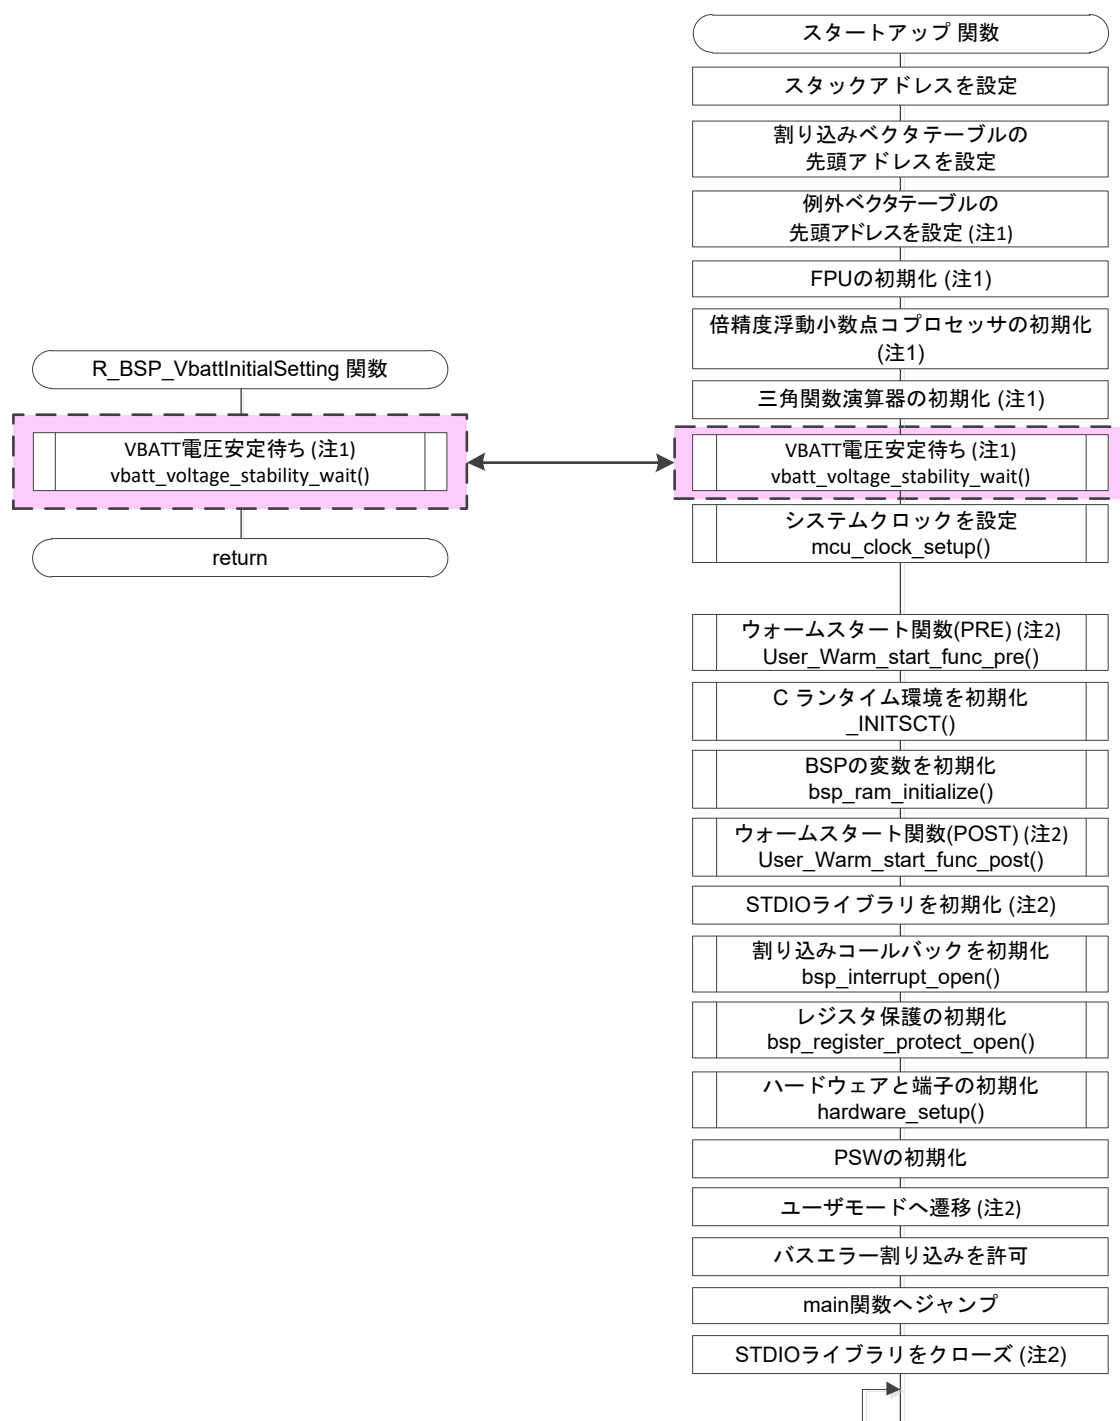 スタートアップ 関数
スタックアドレスを設定
割り込みベクタテーブルの
先頭アドレスを設定
例外ベクタテーブルの
先頭アドレスを設定 (注1)
FPUの初期化 (注1)
倍精度浮動小数点コプロセッサの初期化
(注1)
三角関数演算器の初期化 (注1)
R_BSP_VbattInitialSetting 関数
VBATT電圧安定待ち (注1)
vbatt_voltage_stability_wait()
return
VBATT電圧安定待ち (注1)
vbatt_voltage_stability_wait()
システムクロックを設定
mcu_clock_setup()
ウォームスタート関数(PRE) (注2)
User_Warm_start_func_pre()
C ランタイム環境を初期化
_INITSCT()
BSPの変数を初期化
bsp_ram_initialize()
ウォームスタート関数(POST) (注2)
User_Warm_start_func_post()
STDIOライブラリを初期化 (注2)
割り込みコールバックを初期化
bsp_interrupt_open()
レジスタ保護の初期化
bsp_register_protect_open()
ハードウェアと端子の初期化
hardware_setup()
PSWの初期化
ユーザモードへ遷移 (注2)
バスエラー割り込みを許可
main関数へジャンプ
STDIOライブラリをクローズ (注2)